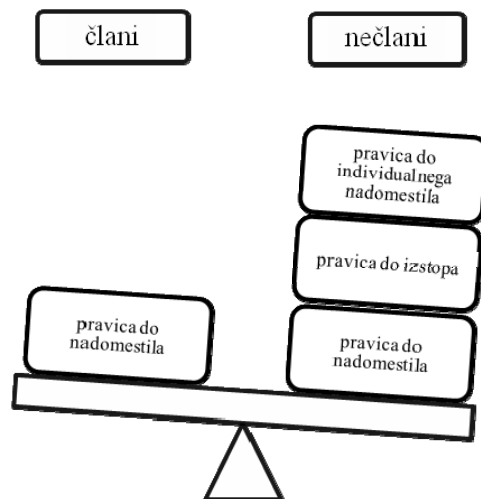 člani
nečlani
pravica do
individualnega
nadomestila
pravica do izstopa
pravica do
nadomestila
pravica do
nadomestila